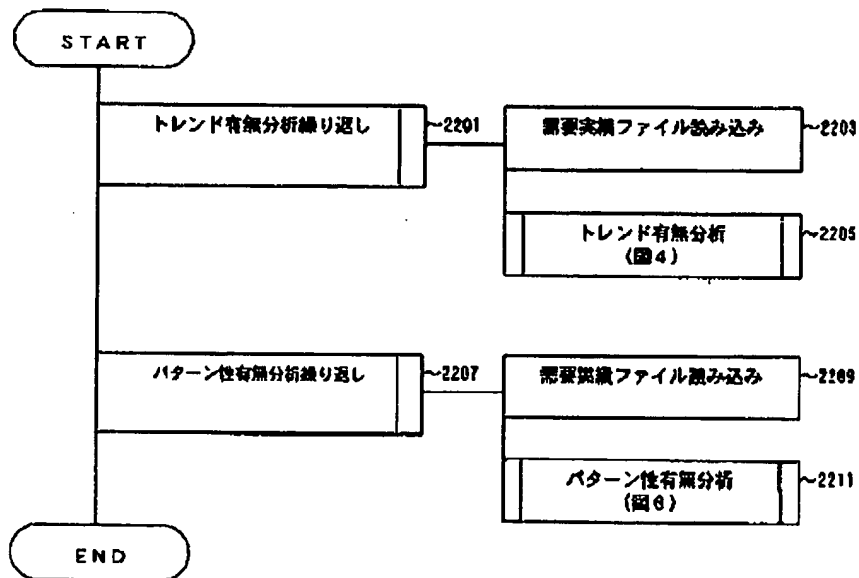 START
トレンド有無分析繰り返し
~2201
需要実績ファイル読み込み
~2203
トレンド有無分析
(図4)
~2205
パターン性有無分析繰り返し
~2207
需要実績ファイル読み込み
~2209
パターン性有無分析
(図6)
~2211
END